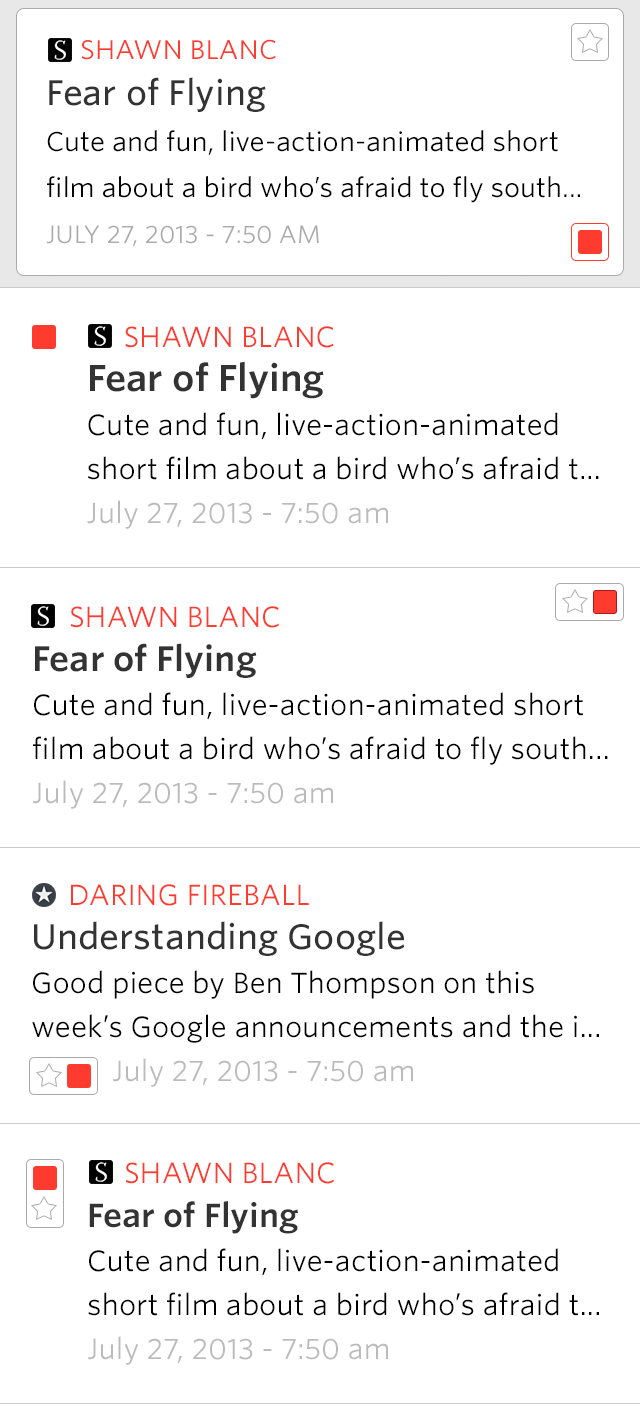 S SHAWN BLANC
Fear of Flying
Cute and fun, live-action-animated short
film about a bird who’s afraid to fly south...
JULY 27, 2013 - 7:50 AM
S SHAWN BLANC
Fear of Flying
Cute and fun, live-action-animated
short film about a bird who’s afraid t...
July 27, 2013 - 7:50 am
S SHAWN BLANC
Fear of Flying
Cute and fun, live-action-animated short
film about a bird who’s afraid to fly south...
July 27, 2013 - 7:50 am
DARING FIREBALL
Understanding Google
Good piece by Ben Thompson on this
week’s Google announcements and the i...
July 27, 2013 - 7:50 am
S SHAWN BLANC
Fear of Flying
Cute and fun, live-action-animated
short film about a bird who’s afraid t...
July 27, 2013 - 7:50 am